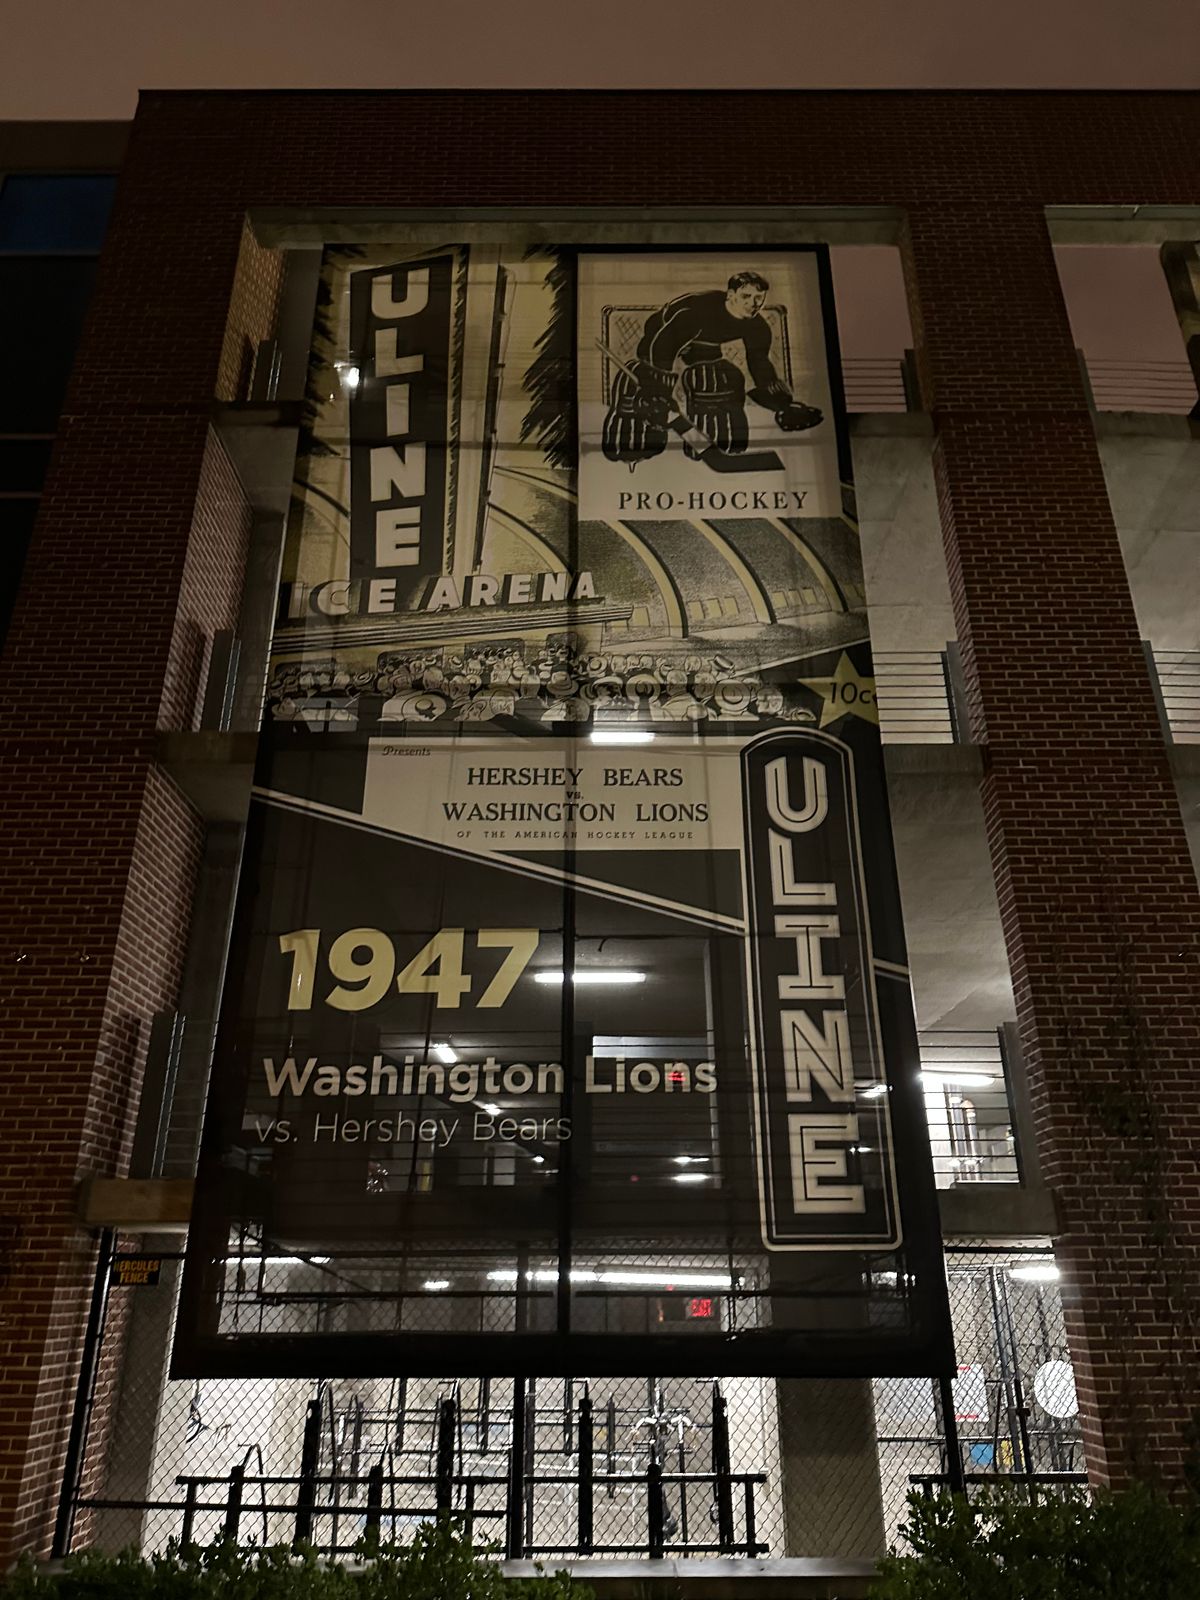 ULINE
ICE ARENA
PRO-HOCKEY
10c
Presents
HERSHEY BEARS
VS.
WASHINGTON LIONS
OF THE AMERICAN HOCKEY LEAGUE
ULINE
1947
Washington Lions
vs. Hershey Bears
HERCULES
FENCE
EXIT